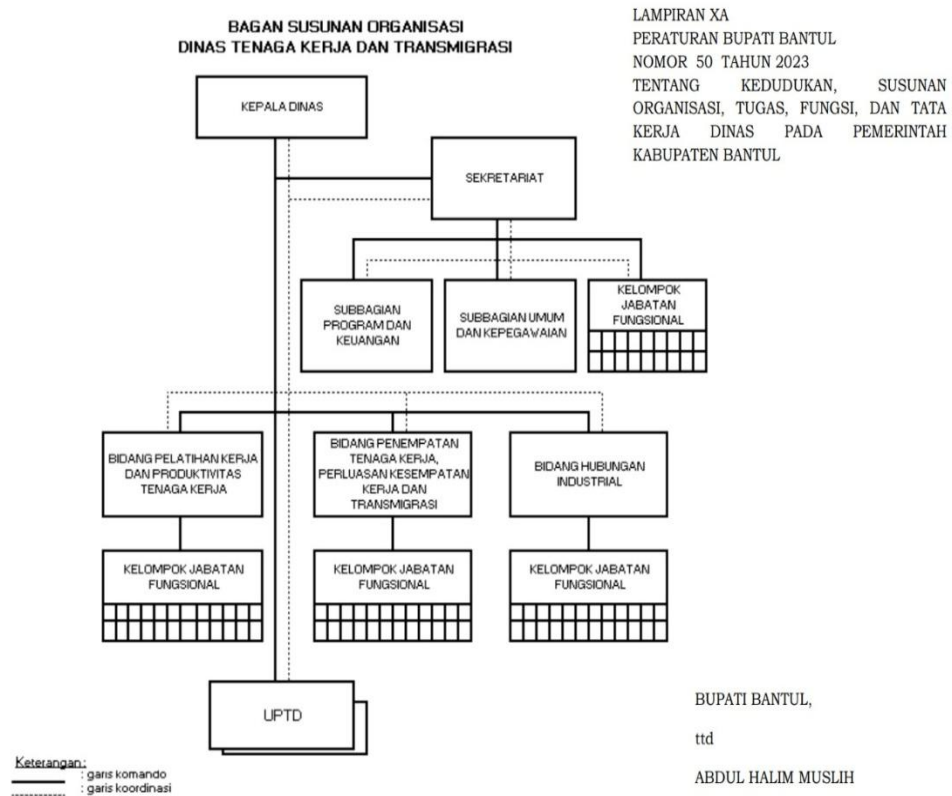 BAGAN SUSUNAN ORGANISASI
DINAS TENAGA KERJA DAN TRANSMIGRASI
LAMPIRAN XA
PERATURAN BUPATI BANTUL
NOMOR 50 TAHUN 2023
TENTANG KEDUDUKAN, SUSUNAN
ORGANISASI, TUGAS, FUNGSI, DAN TATA
KERJA DINAS PADA PEMERINTAH
KABUPATEN BANTUL
KEPALA DINAS
SEKRETARIAT
SUBBAGIAN
PROGRAM DAN
KEUANGAN
SUBBAGIAN UMUM
DAN KEPEGAWAIAN
KELOMPOK
JABATAN
FUNGSIONAL
BIDANG PELATIHAN KERJA
DAN PRODUKTIVITAS
TENAGA KERJA
BIDANG PENEMPATAN
TENAGA KERJA,
PERLUASAN KESEMPATAN
KERJA DAN
TRANSMIGRASI
BIDANG HUBUNGAN
INDUSTRIAL
KELOMPOK JABATAN
FUNGSIONAL
KELOMPOK JABATAN
FUNGSIONAL
KELOMPOK JABATAN
FUNGSIONAL
UPTD
Keterangan:
: garis komando
: garis koordinasi
BUPATI BANTUL,
ttd
ABDUL HALIM MUSLIH